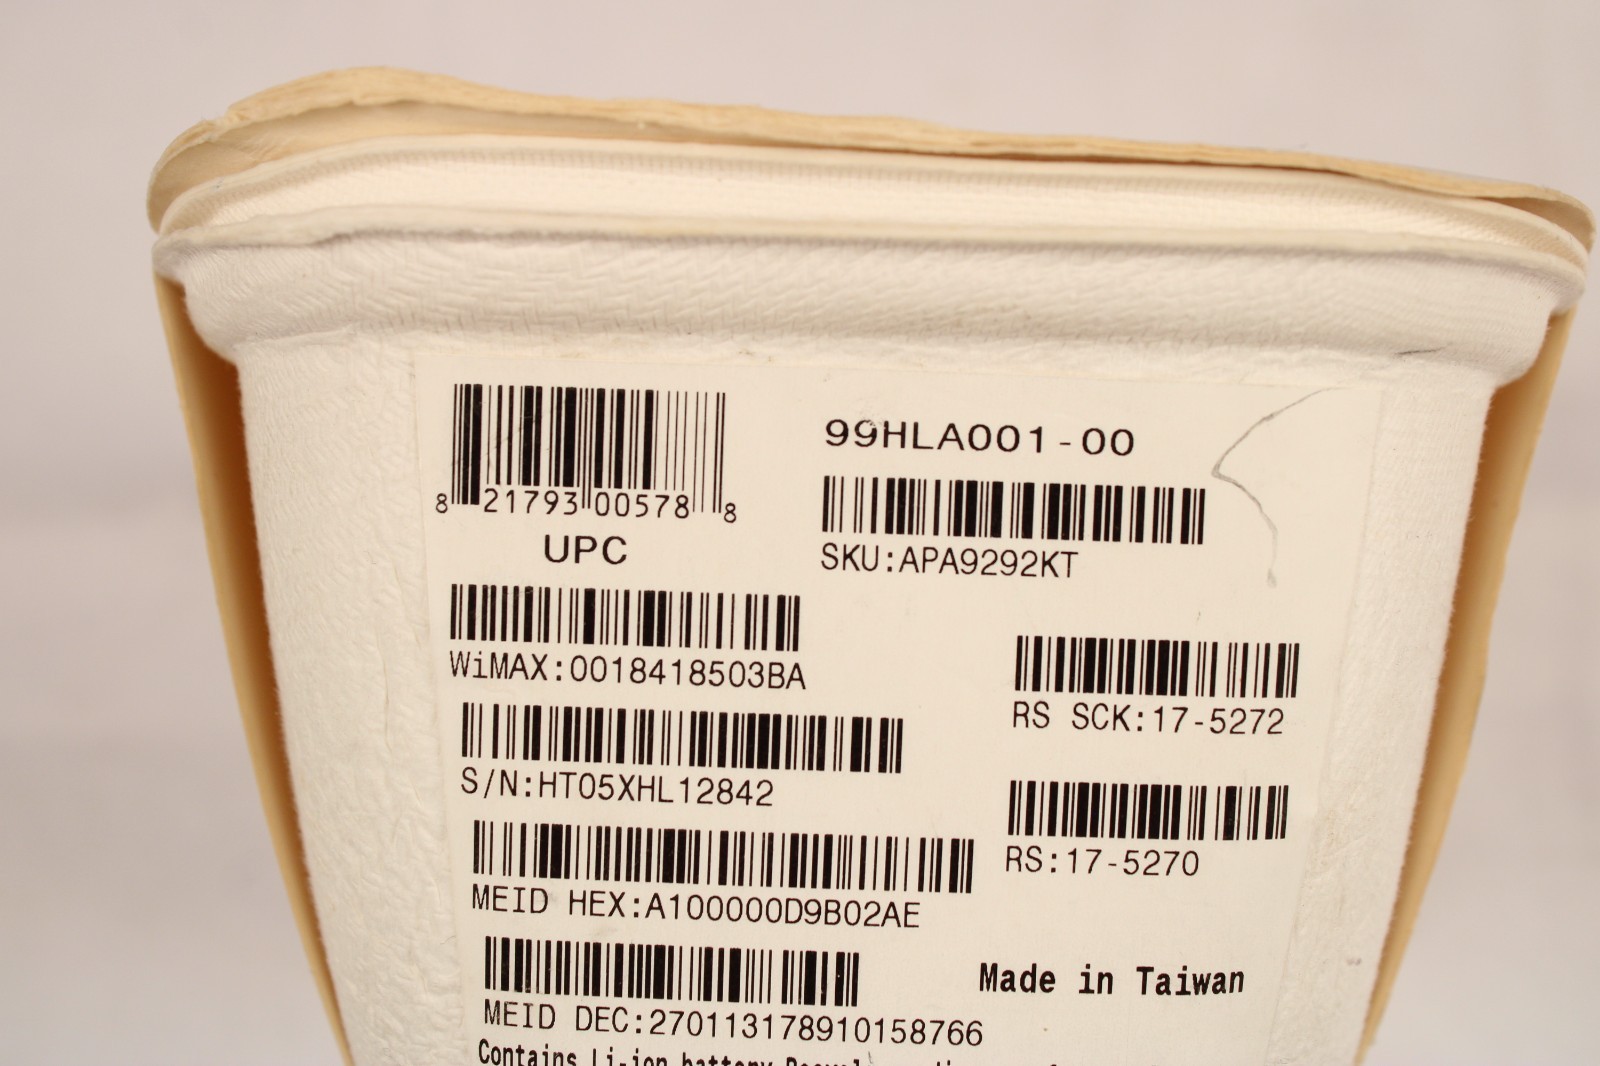 8 21793 00578 8
UPC
99HLA001-00
SKU:APA9292KT
WiMAX:0018418503BA
RS SCK:17-5272
S/N:HT05XHL12842
RS:17-5270
MEID HEX:A100000D9B02AE
Made in Taiwan
MEID DEC:270113178910158766
Contains Li-ion battery